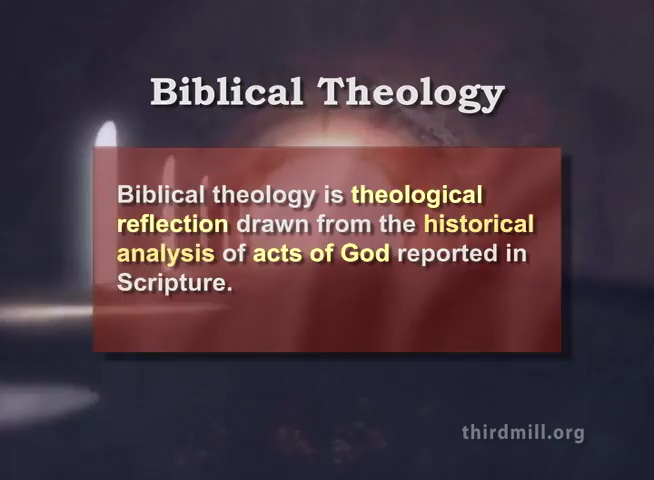 Biblical Theology
Biblical theology is theological
reflection drawn from the historical
analysis of acts of God reported in
Scripture.
thirdmill.org